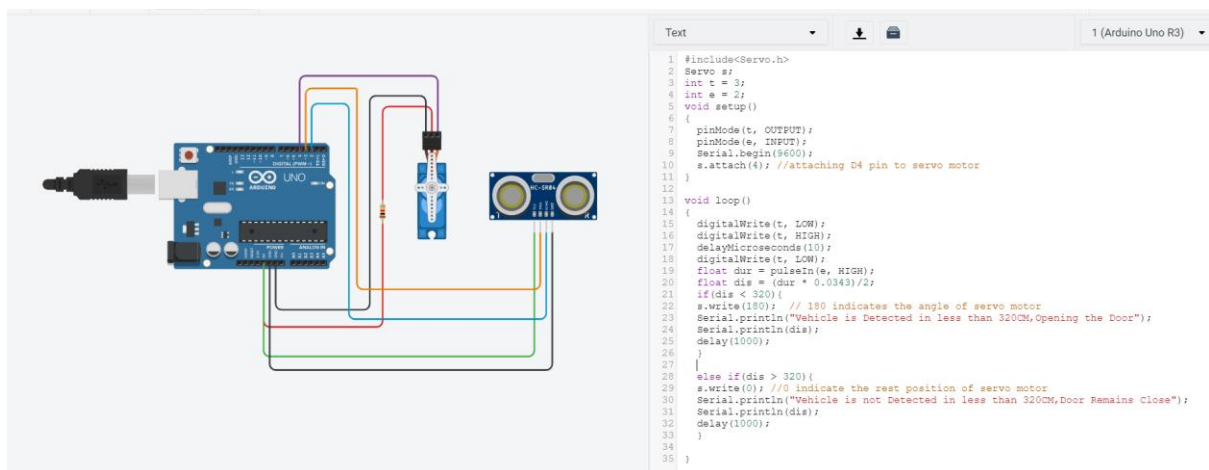 Text
1 (Arduino Uno R3)
DIGITAL (PWM~)
UNO
ARDUINO
POWER
ANALOG IN
HC-SR04
1 #include<Servo.h>
2 Servo s;
3 int t = 3;
4 int e = 2;
5 void setup()
6 {
7 pinMode(t, OUTPUT);
8 pinMode(e, INPUT);
9 Serial.begin(9600);
10 s.attach(4); //attaching D4 pin to servo motor
11 }
12
13 void loop()
14 {
15 digitalWrite(t, LOW);
16 digitalWrite(t, HIGH);
17 delayMicroseconds(10);
18 digitalWrite(t, LOW);
19 float dur = pulseIn(e, HIGH);
20 float dis = (dur * 0.0343)/2;
21 if(dis < 320){
22 s.write(180); // 180 indicates the angle of servo motor
23 Serial.println("Vehicle is Detected in less than 320CM,Opening the Door");
24 Serial.println(dis);
25 delay(1000);
26 }
27
28 else if(dis > 320){
29 s.write(0); //0 indicate the rest position of servo motor
30 Serial.println("Vehicle is not Detected in less than 320CM,Door Remains Close");
31 Serial.println(dis);
32 delay(1000);
33 }
34
35 }